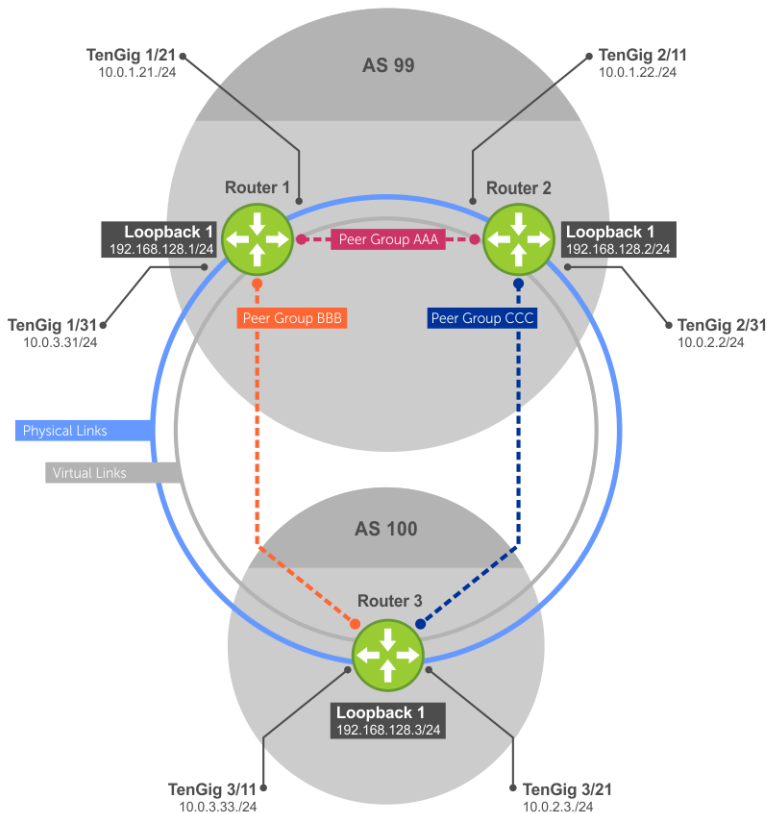 TenGig 1/21
10.0.1.21./24
AS 99
TenGig 2/11
10.0.1.22./24
Router 1
Router 2
Loopback 1
192.168.128.1/24
Peer Group AAA
Loopback 1
192.168.128.2/24
TenGig 1/31
10.0.3.31/24
Peer Group BBB
Peer Group CCC
TenGig 2/31
10.0.2.2/24
Physical Links
Virtual Links
AS 100
Router 3
Loopback 1
192.168.128.3/24
TenGig 3/11
10.0.3.33./24
TenGig 3/21
10.0.2.3./24